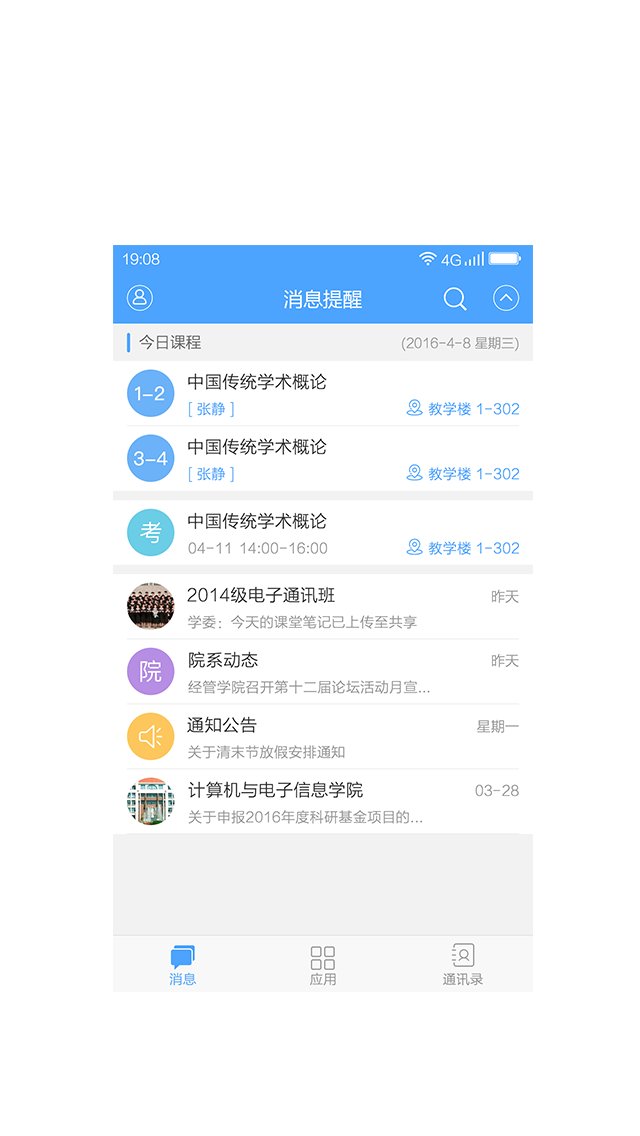 19:08 4G
消息提醒
今日课程 (2016-4-8 星期三)
1-2 中国传统学术概论
[ 张静 ] 教学楼 1-302
3-4 中国传统学术概论
[ 张静 ] 教学楼 1-302
考 中国传统学术概论
04-11 14:00-16:00 教学楼 1-302
2014级电子通讯班 昨天
学委：今天的课堂笔记已上传至共享
院 院系动态 昨天
经管学院召开第十二届论坛活动月宣...
通知公告 星期一
关于清末节放假安排通知
计算机与电子信息学院 03-28
关于申报2016年度科研基金项目的...
消息 应用 通讯录